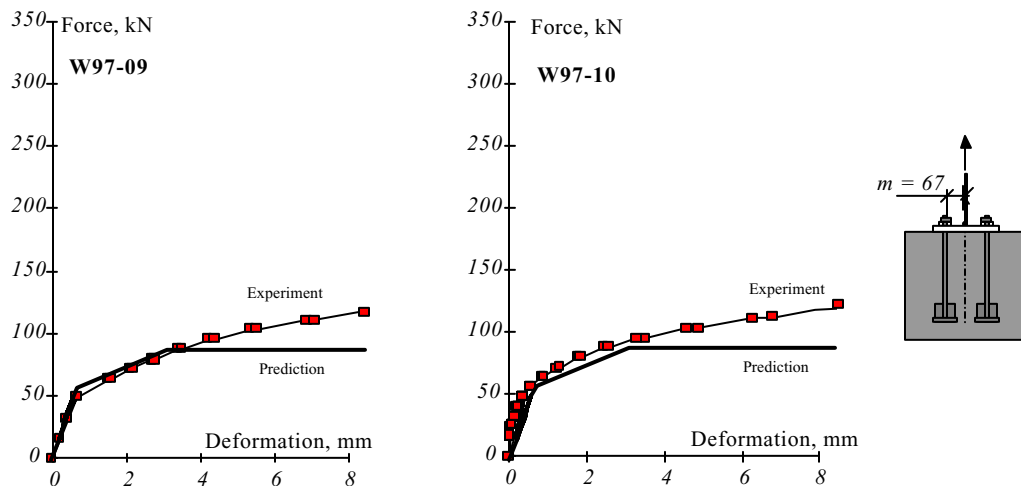 Force, kN
W97-09
350
300
250
200
150
100
50
0
Experiment
Prediction
Deformation, mm
0 2 4 6 8
Force, kN
W97-10
350
300
250
200
150
100
50
0
Experiment
Prediction
Deformation, mm
0 2 4 6 8
m = 67